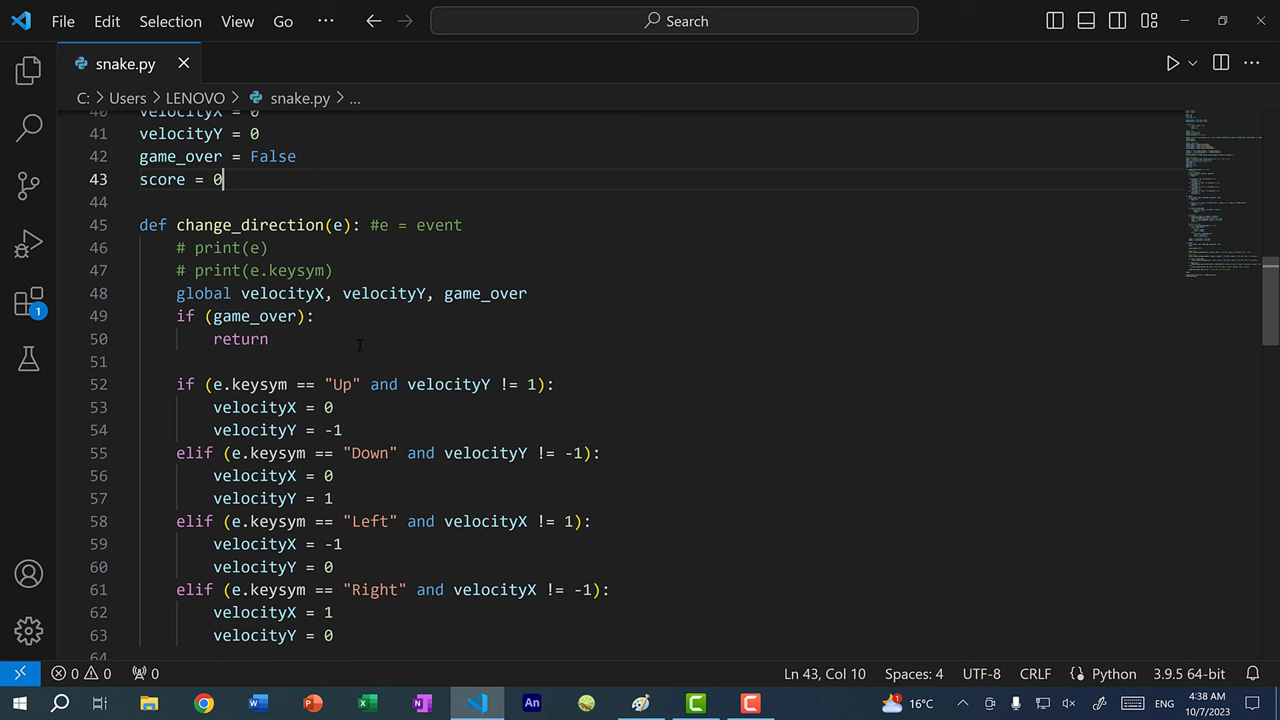 File Edit Selection View Go ··· Search
snake.py
C: > Users > LENOVO > snake.py > ...
40 velocityX = 0
41 velocityY = 0
42 game_over = False
43 score = 0
44
45 def change_direction(e): #e = event
46 # print(e)
47 # print(e.keysym)
48 global velocityX, velocityY, game_over
49 if (game_over):
50 return
51
52 if (e.keysym == "Up" and velocityY != 1):
53 velocityX = 0
54 velocityY = -1
55 elif (e.keysym == "Down" and velocityY != -1):
56 velocityX = 0
57 velocityY = 1
58 elif (e.keysym == "Left" and velocityX != 1):
59 velocityX = -1
60 velocityY = 0
61 elif (e.keysym == "Right" and velocityX != -1):
62 velocityX = 1
63 velocityY = 0
64
1
0 0 0 Ln 43, Col 10 Spaces: 4 UTF-8 CRLF Python 3.9.5 64-bit
An 16°C ENG 4:38 AM
10/7/2023